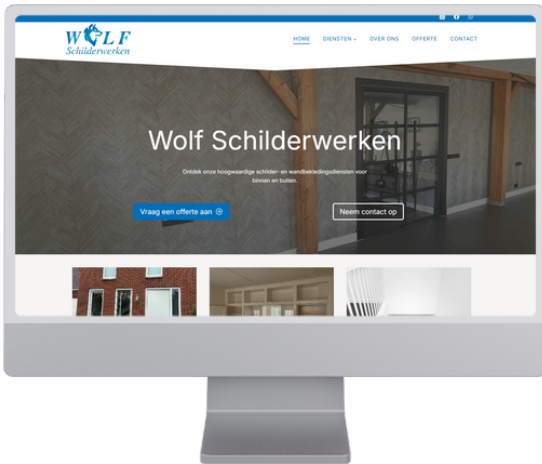 WOLF
Schilderwerken
HOME DIENSTEN OVER ONS OFFERTE CONTACT
Wolf Schilderwerken
Ontdek onze hoogwaardige schilder- en wandbekledingsdiensten voor
binnen en buiten.
Vraag een offerte aan
Neem contact op